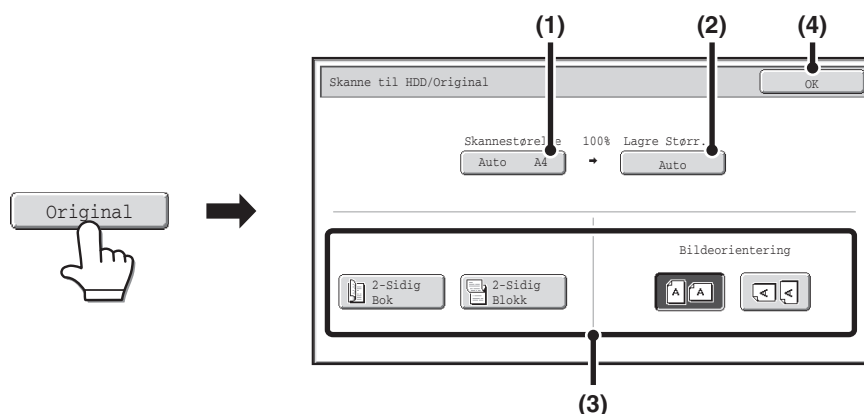 (1)
(2)
(4)
Skanne til HDD/Original
OK
Skannestørelse 100% Lagre Størr.
Auto A4
Auto
Original
Bildeorientering
2-Sidig
Bok
2-Sidig
Blokk
A A
A A
(3)